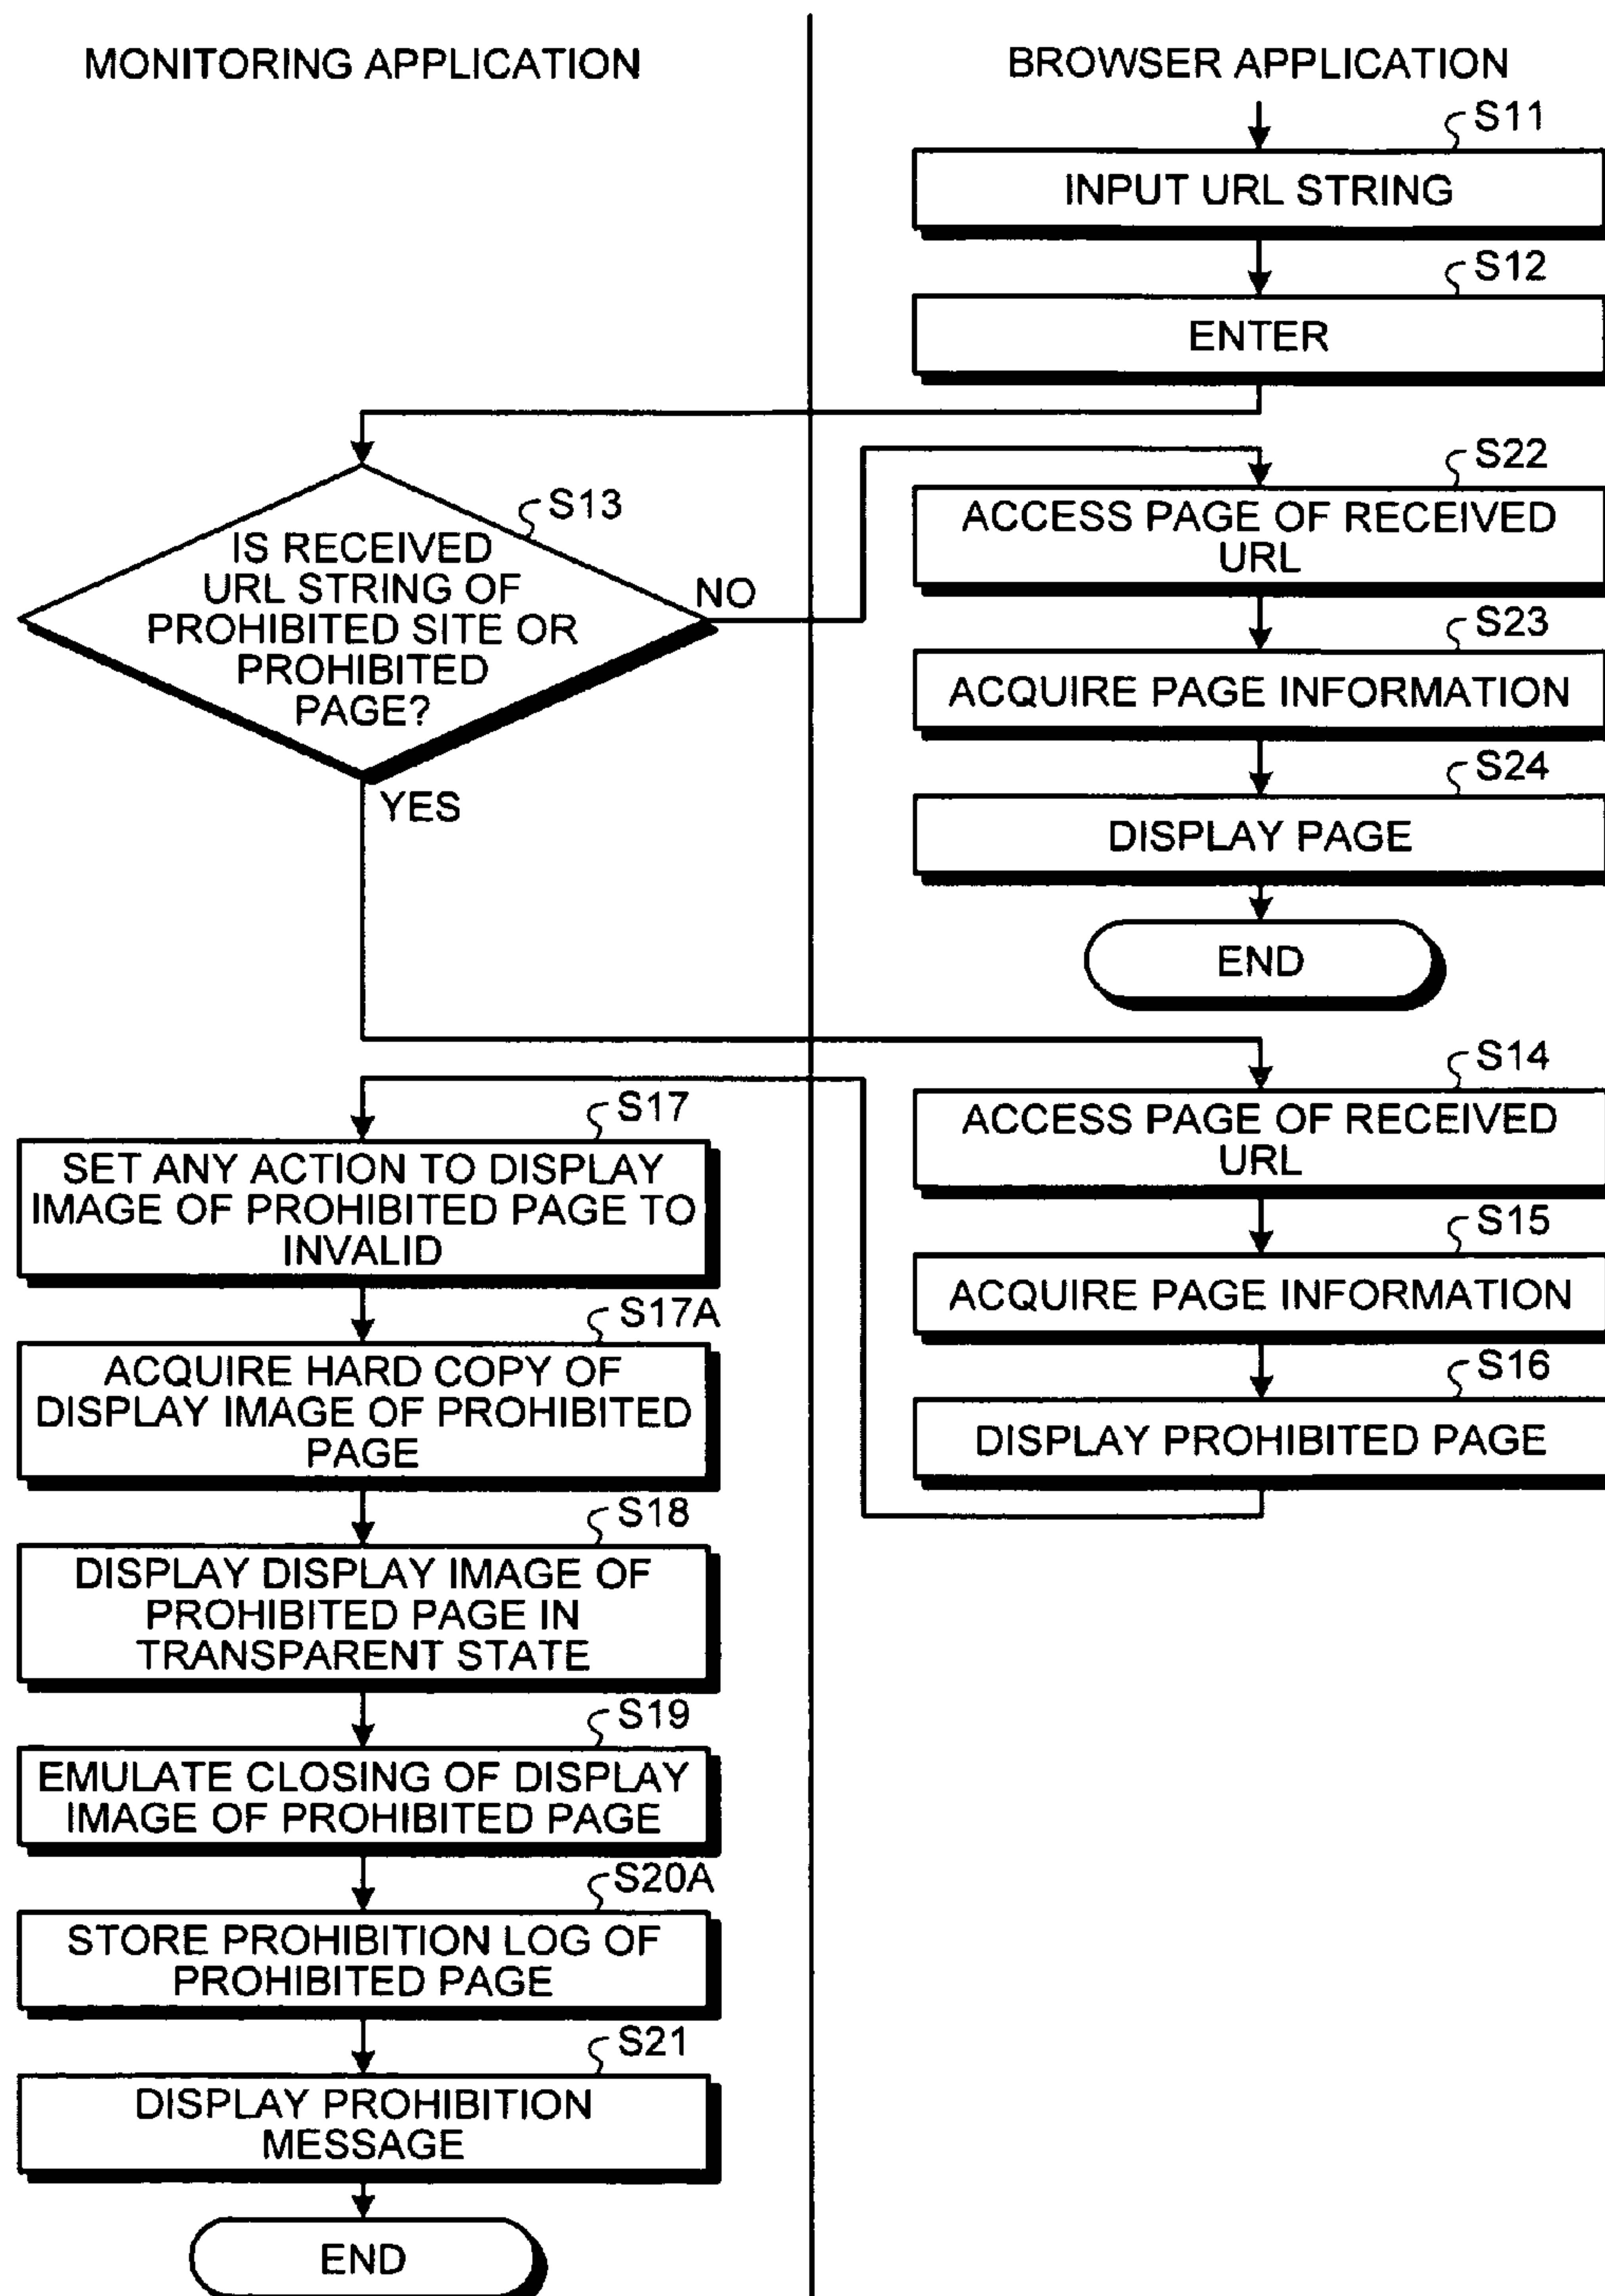 MONITORING APPLICATION
BROWSER APPLICATION
S11
INPUT URL STRING
S12
ENTER
S13
IS RECEIVED
URL STRING OF
PROHIBITED SITE OR
PROHIBITED
PAGE?
NO
YES
S22
ACCESS PAGE OF RECEIVED
URL
S23
ACQUIRE PAGE INFORMATION
S24
DISPLAY PAGE
END
S14
ACCESS PAGE OF RECEIVED
URL
S15
ACQUIRE PAGE INFORMATION
S16
DISPLAY PROHIBITED PAGE
S17
SET ANY ACTION TO DISPLAY
IMAGE OF PROHIBITED PAGE TO
INVALID
S17A
ACQUIRE HARD COPY OF
DISPLAY IMAGE OF PROHIBITED
PAGE
S18
DISPLAY DISPLAY IMAGE OF
PROHIBITED PAGE IN
TRANSPARENT STATE
S19
EMULATE CLOSING OF DISPLAY
IMAGE OF PROHIBITED PAGE
S20A
STORE PROHIBITION LOG OF
PROHIBITED PAGE
S21
DISPLAY PROHIBITION
MESSAGE
END